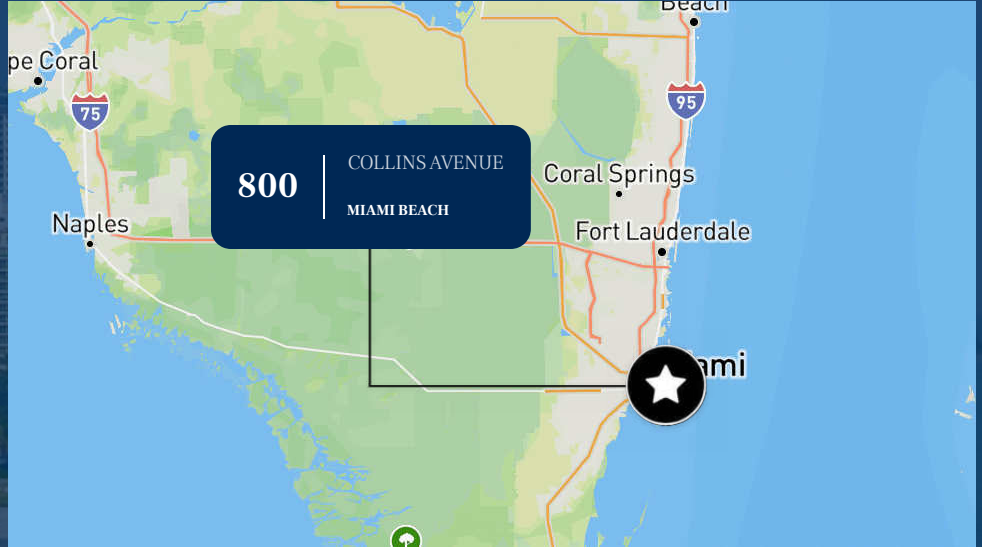 Beach
pe Coral
75
95
800
COLLINS AVENUE
MIAMI BEACH
Coral Springs
Naples
Fort Lauderdale
ami